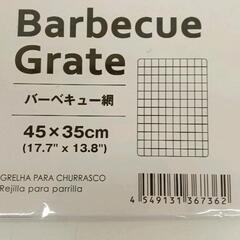 Barbecue
Grate
バーベキュー網
45×35cm
(17.7" x 13.8")
GRELHA PARA CHURRASCO
Rejilla para parrilla
4 549131 367362